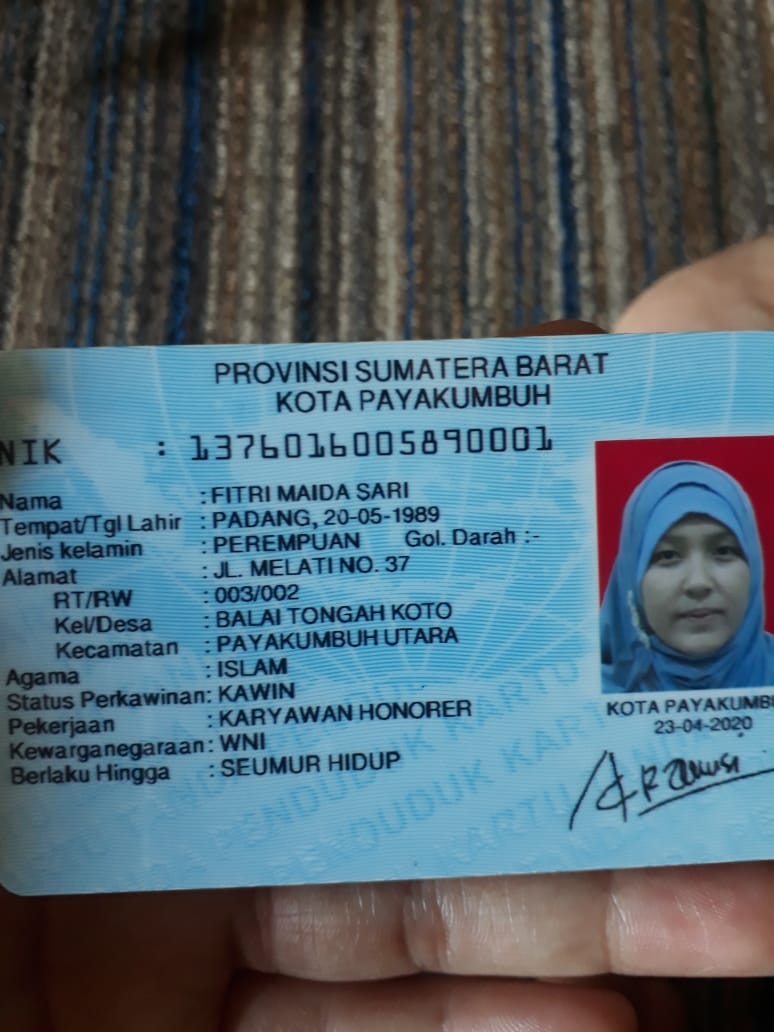 PROVINSI SUMATERA BARAT
KOTA PAYAKUMBUH
NIK : 1376016005890001
Nama : FITRI MAIDA SARI
Tempat/Tgl Lahir : PADANG, 20-05-1989
Jenis kelamin : PEREMPUAN Gol. Darah :-
Alamat : JL. MELATI NO. 37
RT/RW : 003/002
Kel/Desa : BALAI TONGAH KOTO
Kecamatan : PAYAKUMBUH UTARA
Agama : ISLAM
Status Perkawinan: KAWIN
Pekerjaan : KARYAWAN HONORER
Kewarganegaraan: WNI
Berlaku Hingga : SEUMUR HIDUP
KOTA PAYAKUMBU
23-04-2020